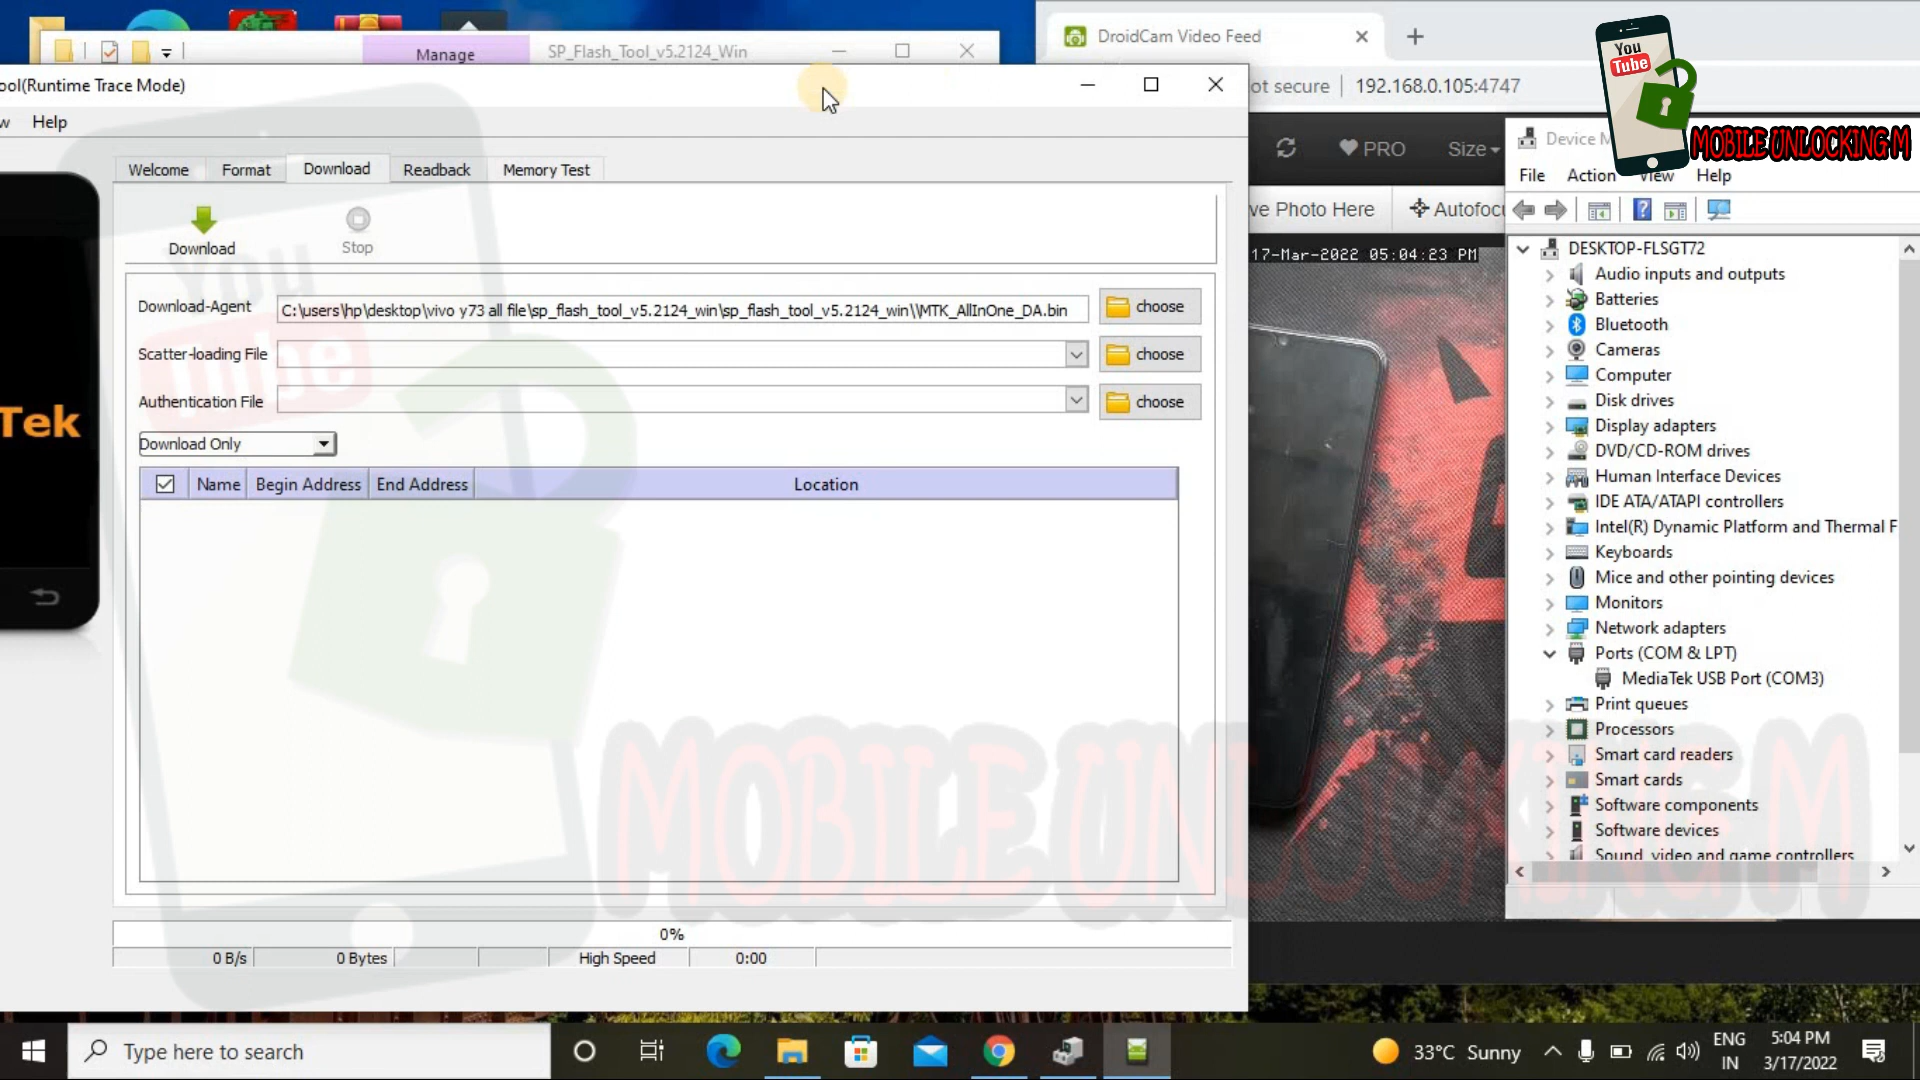 Manage
SP_Flash_Tool_v5.2124_Win
DroidCam Video Feed
ool(Runtime Trace Mode)
ot secure
192.168.0.105:4747
You
Tube
MOBILE UNLOCKING M
w
Help
PRO
Size
Device M
File
Action
View
Help
Welcome
Format
Download
Readback
Memory Test
ve Photo Here
Autofocu
Download
Stop
17-Mar-2022 05:04:23 PM
Download-Agent
C:\users\hp\desktop\vivo y73 all file\sp_flash_tool_v5.2124_win\sp_flash_tool_v5.2124_win\\MTK_AllInOne_DA.bin
choose
Scatter-loading File
choose
Authentication File
choose
Tek
Download Only
Name
Begin Address
End Address
Location
You
Tube
MOBILE UNLOCKING M
0%
0 B/s
0 Bytes
High Speed
0:00
DESKTOP-FLSGT72
Audio inputs and outputs
Batteries
Bluetooth
Cameras
Computer
Disk drives
Display adapters
DVD/CD-ROM drives
Human Interface Devices
IDE ATA/ATAPI controllers
Intel(R) Dynamic Platform and Thermal F
Keyboards
Mice and other pointing devices
Monitors
Network adapters
Ports (COM & LPT)
MediaTek USB Port (COM3)
Print queues
Processors
Smart card readers
Smart cards
Software components
Software devices
Sound, video and game controllers
Type here to search
33°C Sunny
ENG
IN
5:04 PM
3/17/2022